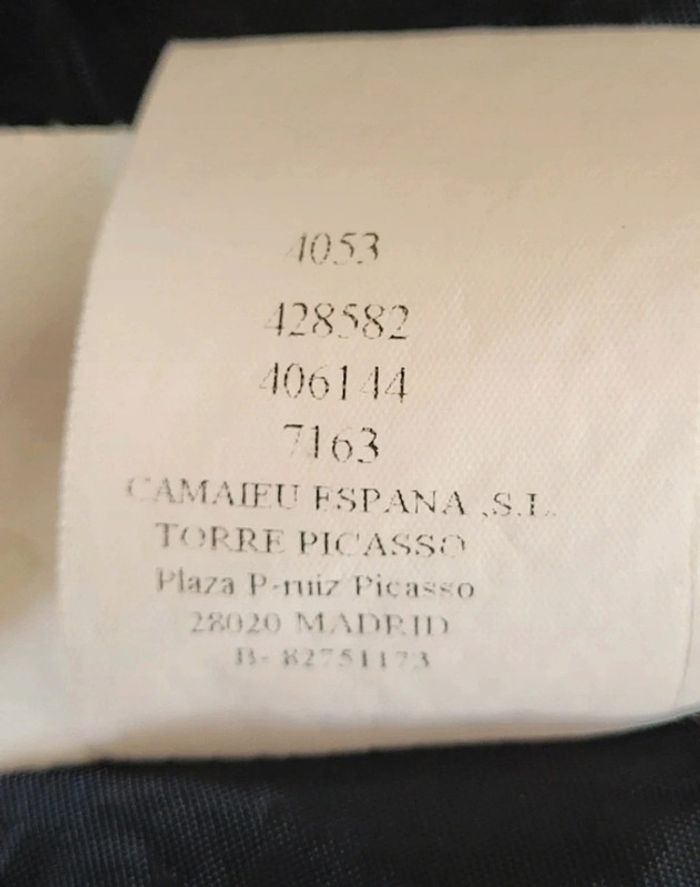 4053
428582
406144
7163
CAMAIEU ESPANA ,S.L.
TORRE PICASSO
Plaza P-ruiz Picasso
28020 MADRID
B- 82751173